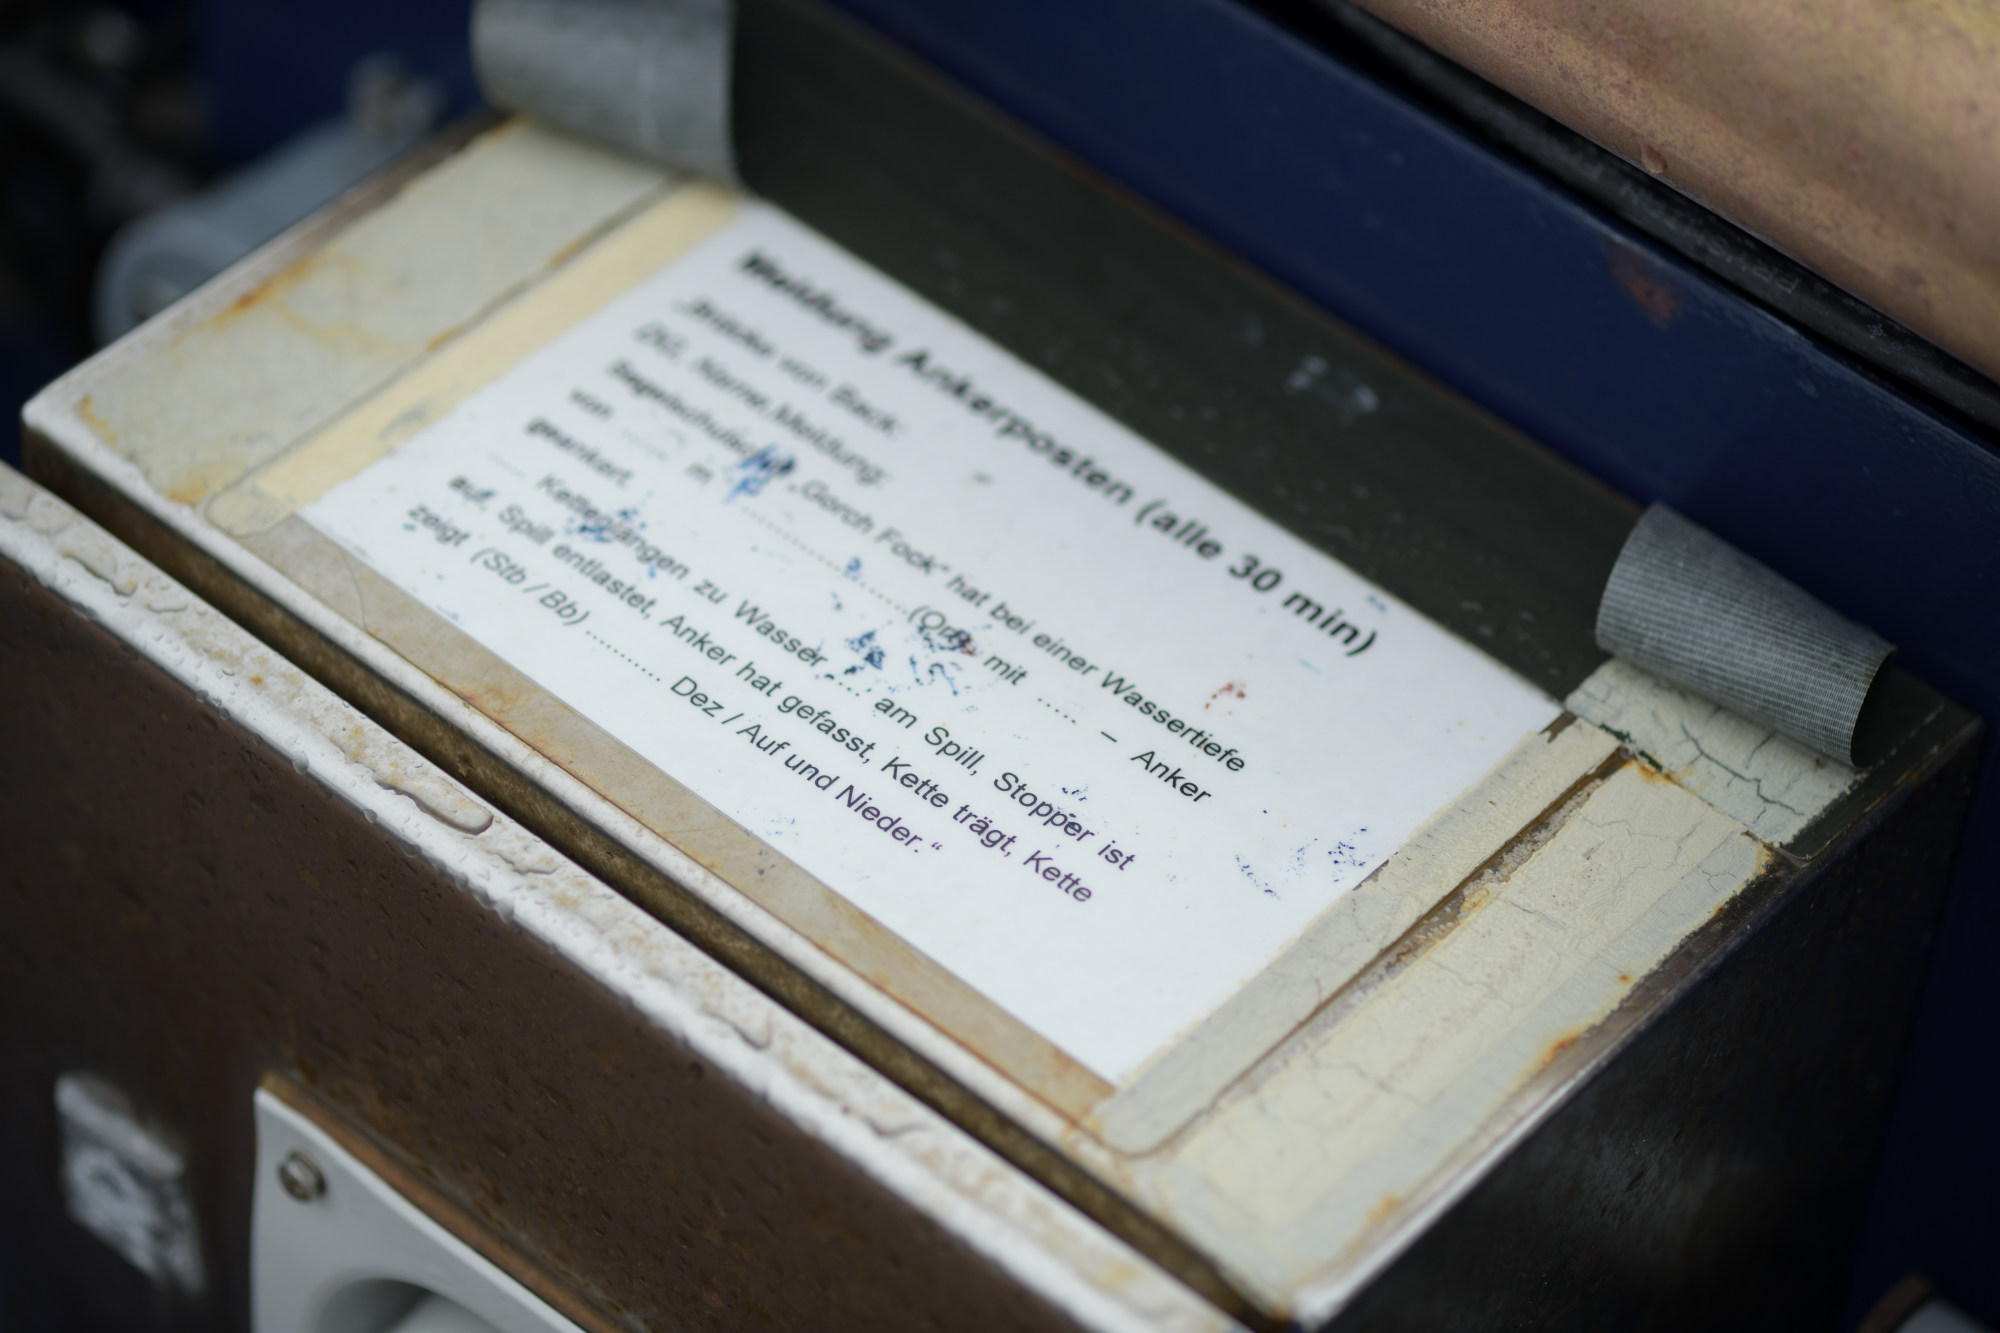 Meldung Ankerposten (alle 30 min)
„Brücke von Back:
DG, Name, Meldung:
Segelschulschiff „Gorch Fock“ hat bei einer Wassertiefe
von ........ m ........................ (Ort) mit ...... – Anker
geankert.
...... Kettenlängen zu Wasser ...... am Spill, Stopper ist
auf, Spill entlastet, Anker hat gefasst, Kette trägt, Kette
zeigt (Stb / Bb) ............ Dez / Auf und Nieder.“